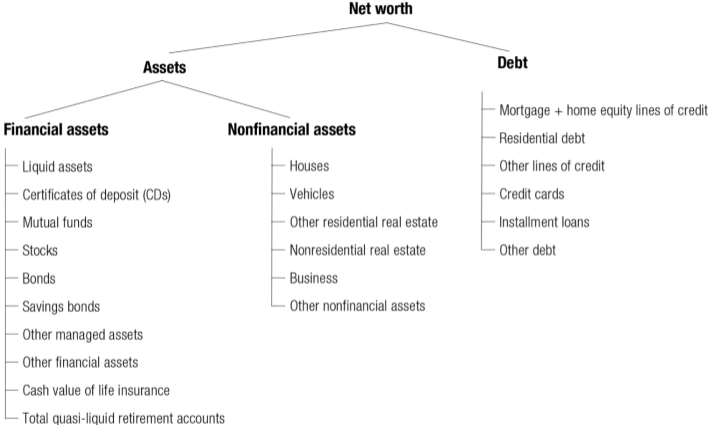 Net worth
Assets
Debt
Financial assets
Liquid assets
Certificates of deposit (CDs)
Mutual funds
Stocks
Bonds
Savings bonds
Other managed assets
Other financial assets
Cash value of life insurance
Total quasi-liquid retirement accounts
Nonfinancial assets
Houses
Vehicles
Other residential real estate
Nonresidential real estate
Business
Other nonfinancial assets
Mortgage + home equity lines of credit
Residential debt
Other lines of credit
Credit cards
Installment loans
Other debt